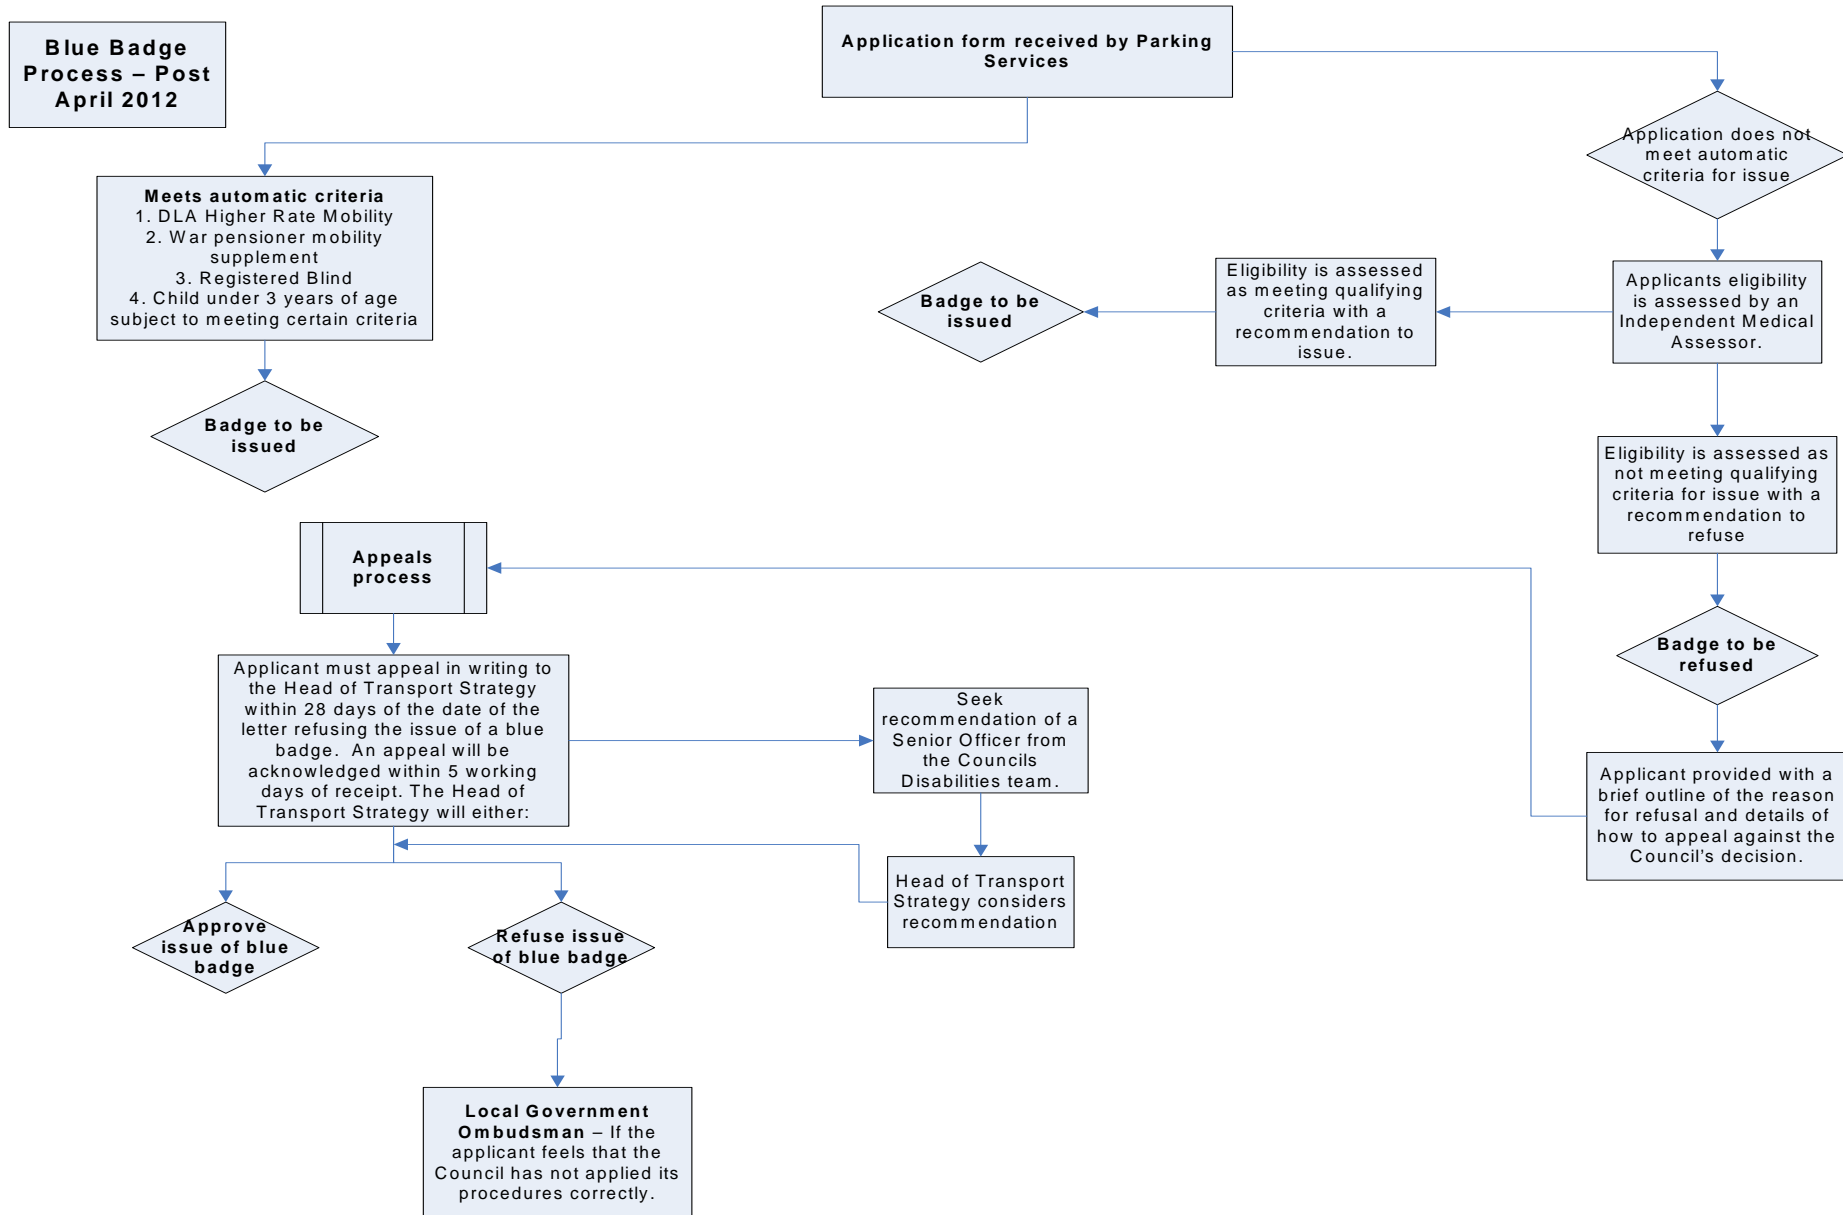 Blue Badge
Process – Post
April 2012
Application form received by Parking
Services
Application does not
meet automatic
criteria for issue
Meets automatic criteria
1. DLA Higher Rate Mobility
2. War pensioner mobility
supplement
3. Registered Blind
4. Child under 3 years of age
subject to meeting certain criteria
Badge to be
issued
Eligibility is assessed
as meeting qualifying
criteria with a
recommendation to
issue.
Applicants eligibility
is assessed by an
Independent Medical
Assessor.
Badge to be
issued
Eligibility is assessed as
not meeting qualifying
criteria for issue with a
recommendation to
refuse
Appeals
process
Badge to be
refused
Applicant must appeal in writing to
the Head of Transport Strategy
within 28 days of the date of the
letter refusing the issue of a blue
badge.  An appeal will be
acknowledged within 5 working
days of receipt. The Head of
Transport Strategy will either:
Seek
recommendation of a
Senior Officer from
the Councils
Disabilities team.
Applicant provided with a
brief outline of the reason
for refusal and details of
how to appeal against the
Council’s decision.
Head of Transport
Strategy considers
recommendation
Approve
issue of blue
badge
Refuse issue
of blue badge
Local Government
Ombudsman – If the
applicant feels that the
Council has not applied its
procedures correctly.